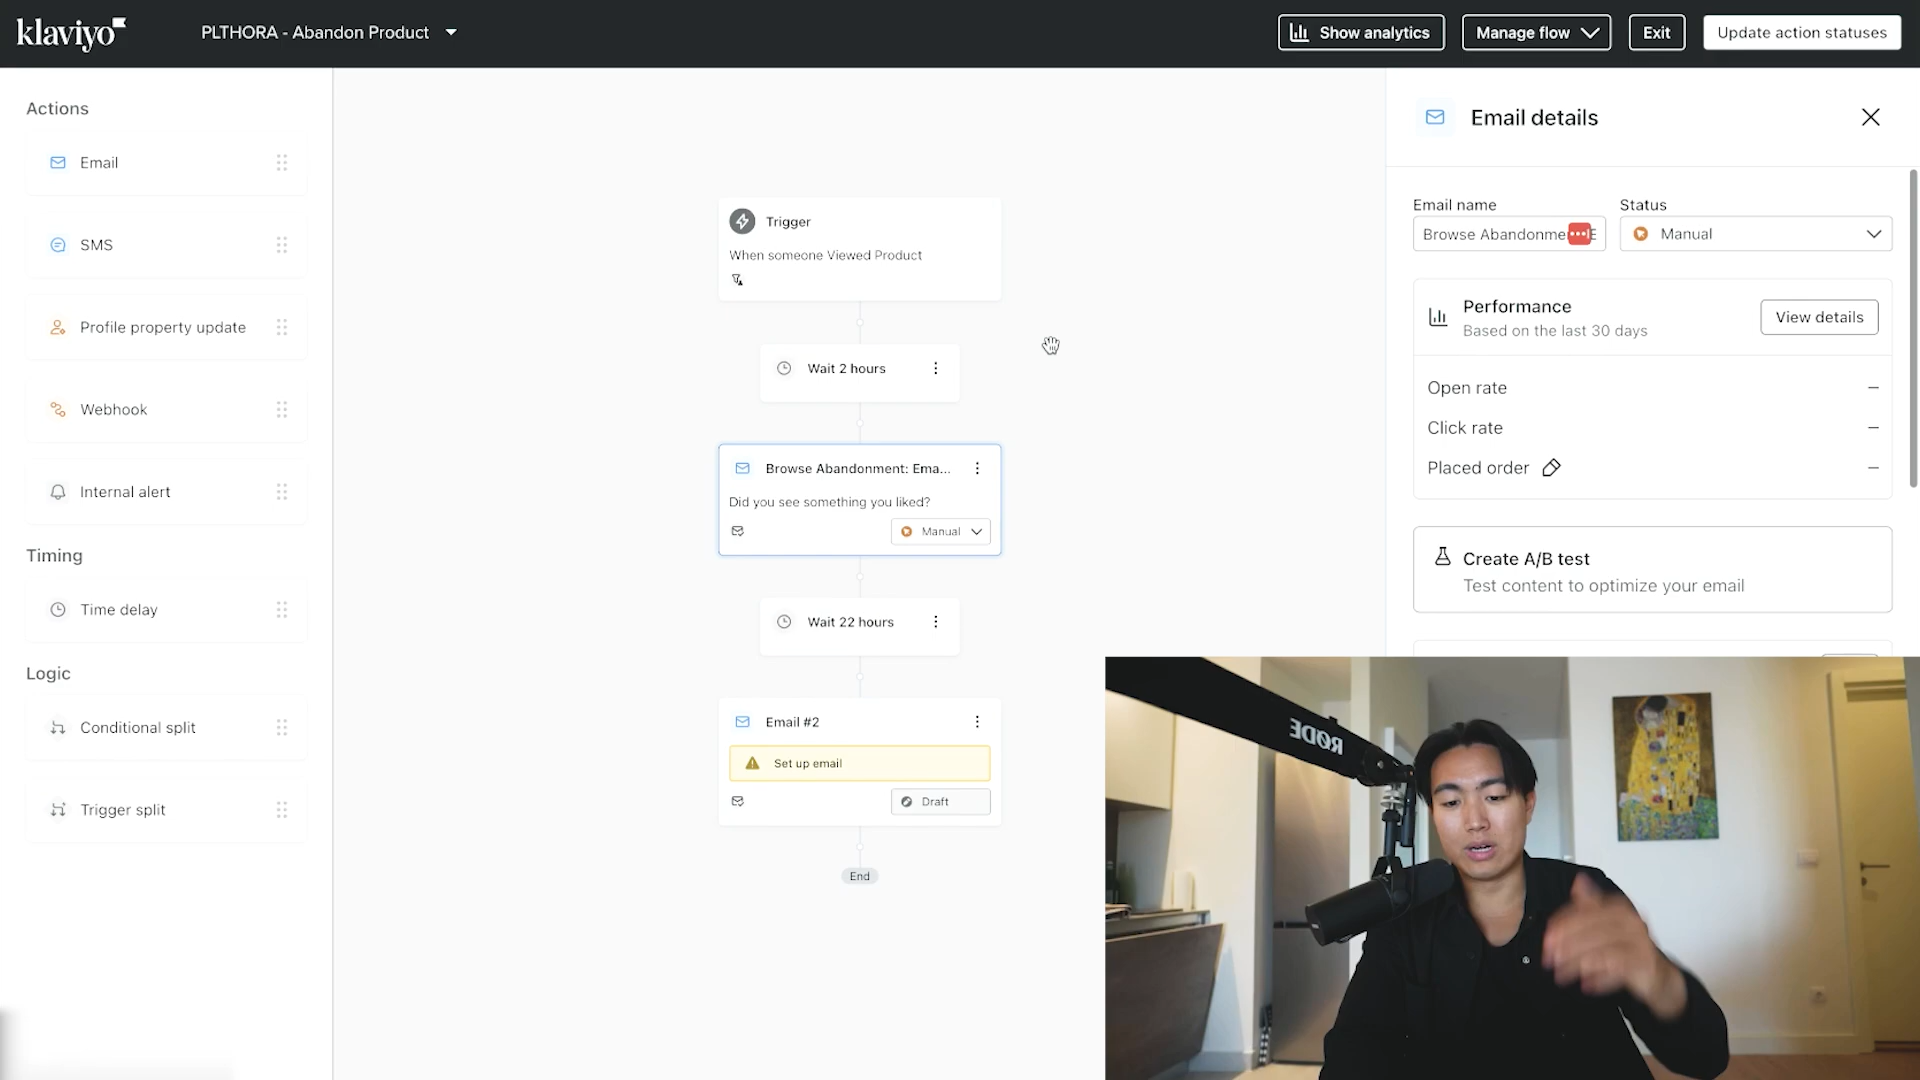 klaviyo
PLTHORA - Abandon Product
Show analytics
Manage flow
Exit
Update action statuses
Actions
Email
SMS
Profile property update
Webhook
Internal alert
Timing
Time delay
Logic
Conditional split
Trigger split
Trigger
When someone Viewed Product
Wait 2 hours
Browse Abandonment: Ema...
Did you see something you liked?
Manual
Wait 22 hours
Email #2
Set up email
Draft
End
Email details
Email name
Status
Browse Abandonme
Manual
Performance
Based on the last 30 days
View details
Open rate –
Click rate –
Placed order –
Create A/B test
Test content to optimize your email
RØDE